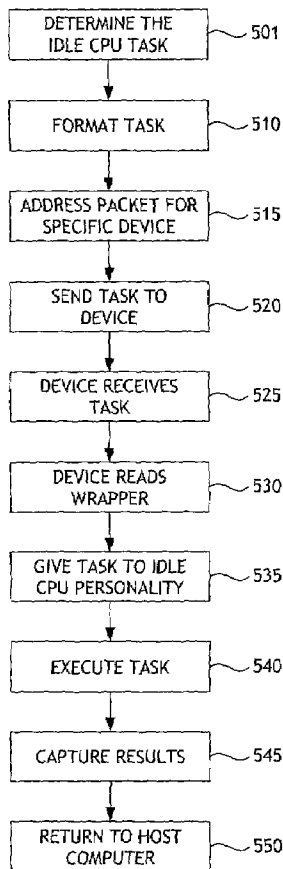 DETERMINE THE
IDLE CPU TASK
501
FORMAT TASK
510
ADDRESS PACKET FOR
SPECIFIC DEVICE
515
SEND TASK TO
DEVICE
520
DEVICE RECEIVES
TASK
525
DEVICE READS
WRAPPER
530
GIVE TASK TO IDLE
CPU PERSONALITY
535
EXECUTE TASK
540
CAPTURE RESULTS
545
RETURN TO HOST
COMPUTER
550